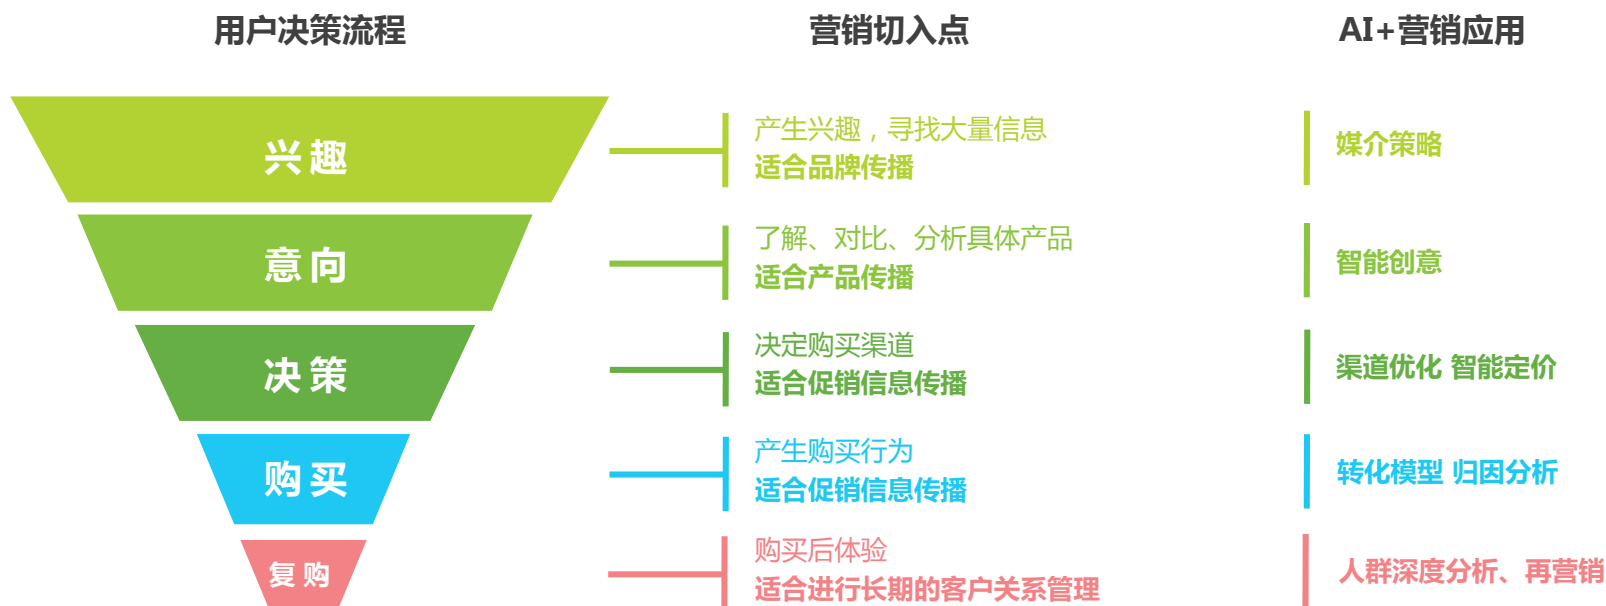 用户决策流程
营销切入点
AI+营销应用
兴趣
产生兴趣，寻找大量信息
适合品牌传播
媒介策略
意向
了解、对比、分析具体产品
适合产品传播
智能创意
决策
决定购买渠道
适合促销信息传播
渠道优化 智能定价
购买
产生购买行为
适合促销信息传播
转化模型 归因分析
复购
购买后体验
适合进行长期的客户关系管理
人群深度分析、再营销